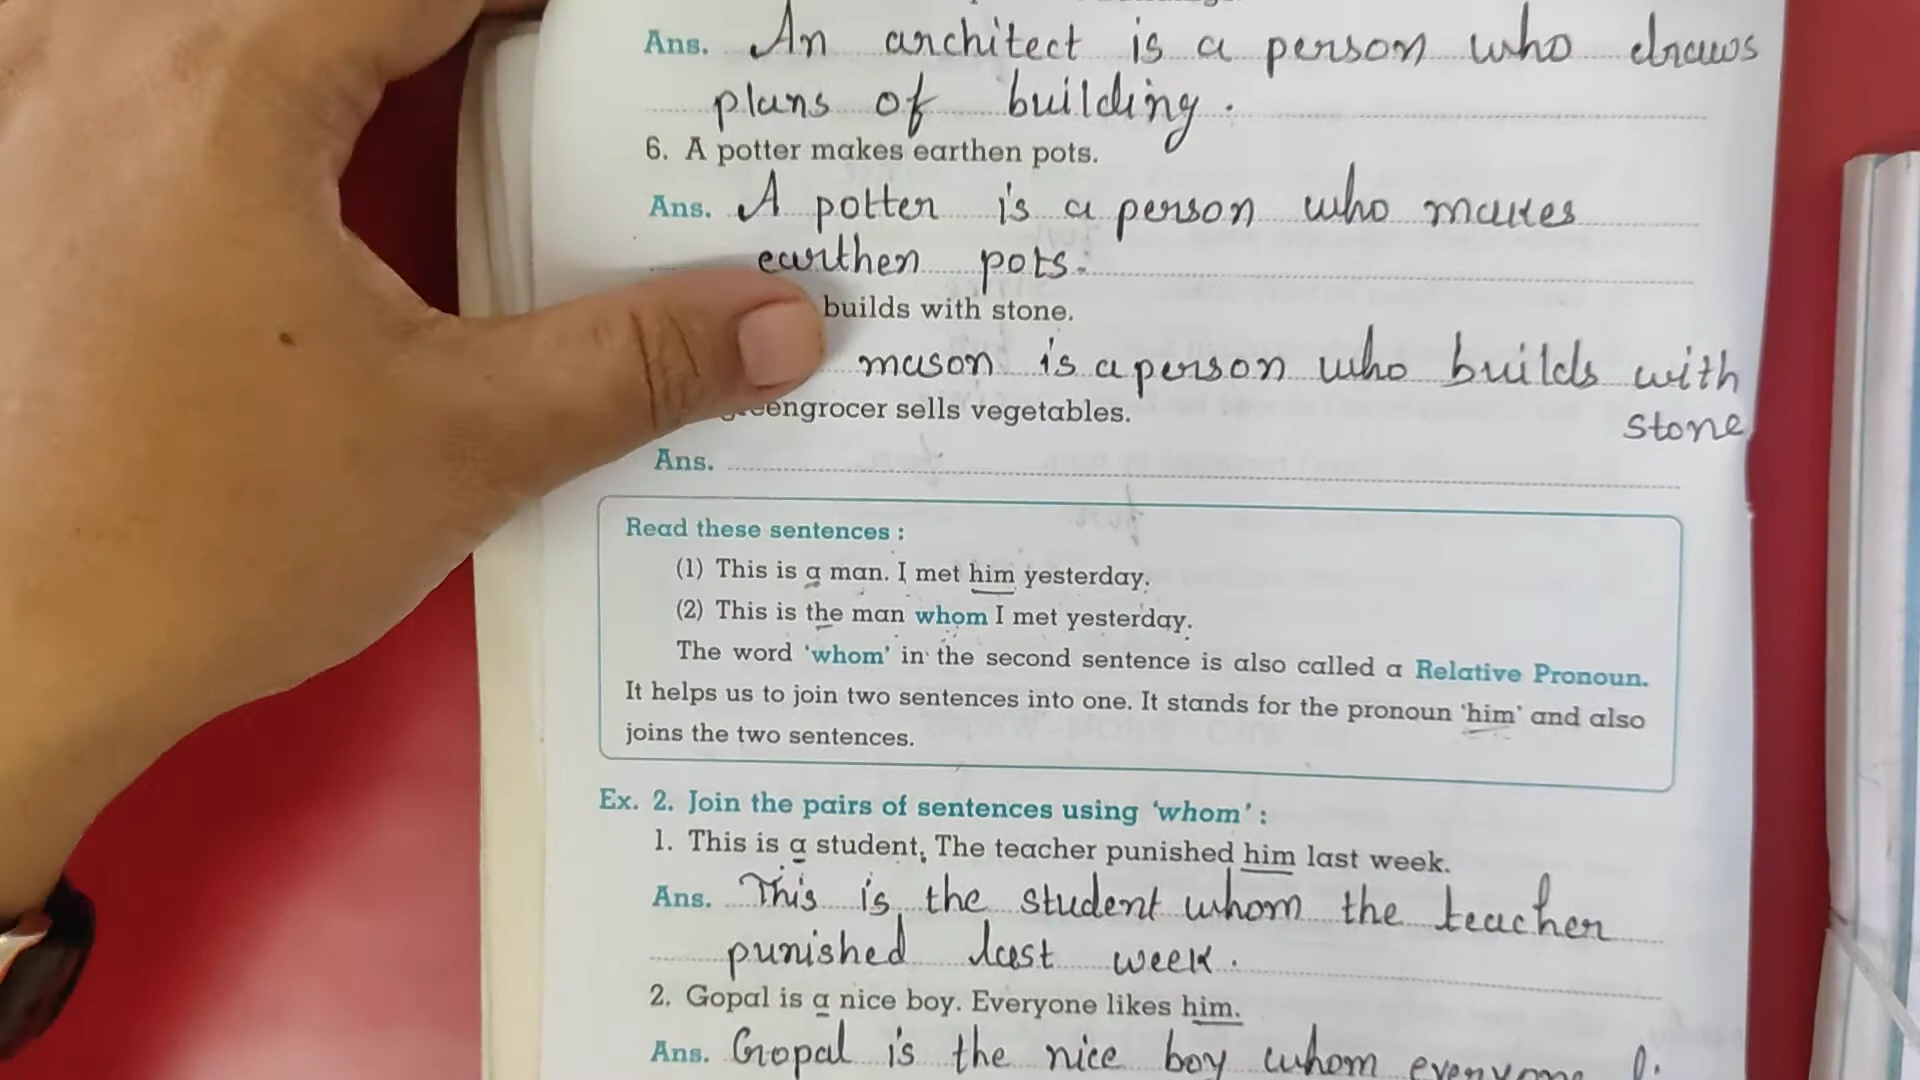 Ans. An architect is a person who draws
plans of building.
6. A potter makes earthen pots.
Ans. A potter is a person who makes
earthen pots.
builds with stone.
mason is a person who builds with
stone
greengrocer sells vegetables.
Ans.
Read these sentences :
(1) This is a man. I met him yesterday.
(2) This is the man whom I met yesterday.
The word ‘whom’ in the second sentence is also called a Relative Pronoun.
It helps us to join two sentences into one. It stands for the pronoun ‘him’ and also
joins the two sentences.
Ex. 2. Join the pairs of sentences using ‘whom’ :
1. This is a student. The teacher punished him last week.
Ans. This is the student whom the teacher
punished last week.
2. Gopal is a nice boy. Everyone likes him.
Ans. Gopal is the nice boy whom everyone